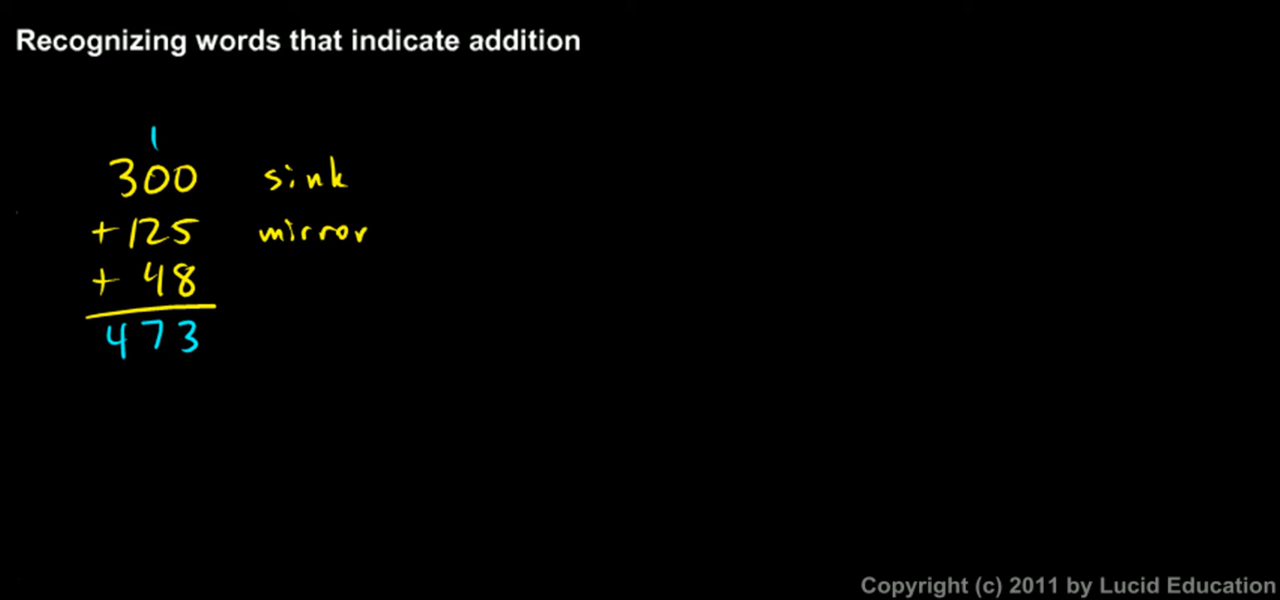 Recognizing words that indicate addition
1
300 sink
+125 mirror
+ 48
473
Copyright (c) 2011 by Lucid Education